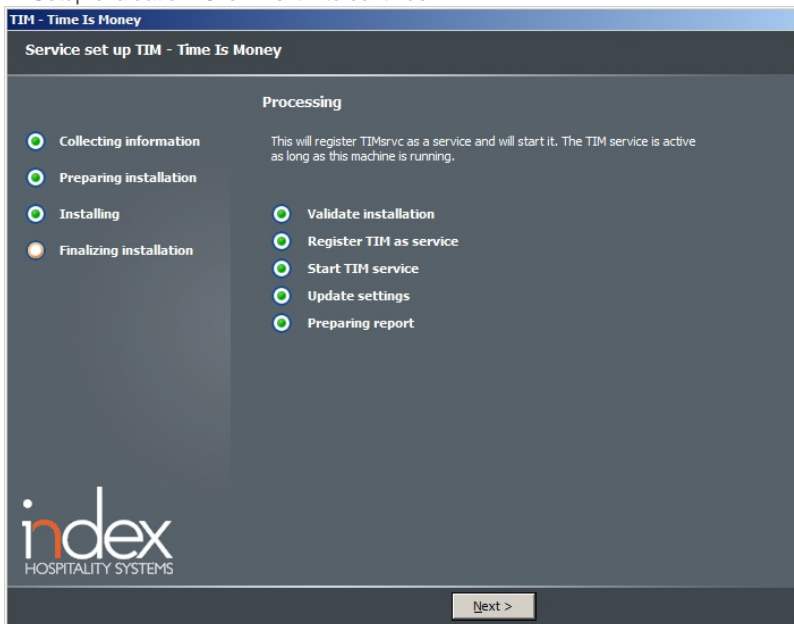 TIM - Time Is Money
Service set up TIM - Time Is Money
Processing
Collecting information
Preparing installation
Installing
Finalizing installation
This will register TIMsrvc as a service and will start it. The TIM service is active
as long as this machine is running.
Validate installation
Register TIM as service
Start TIM service
Update settings
Preparing report
index
HOSPITALITY SYSTEMS
Next >